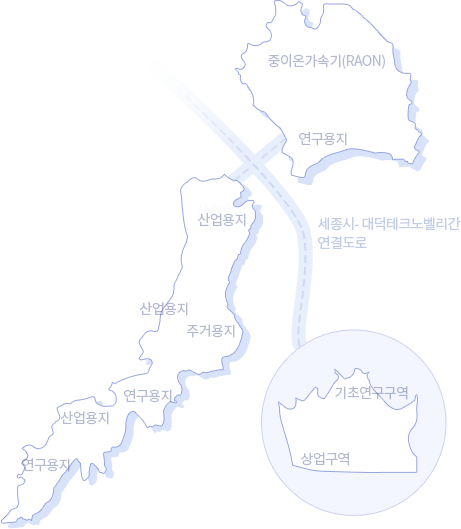 중이온가속기(RAON)
연구용지
산업용지
세종시- 대덕테크노벨리간
연결도로
산업용지
주거용지
기초연구구역
연구용지
산업용지
상업구역
연구용지